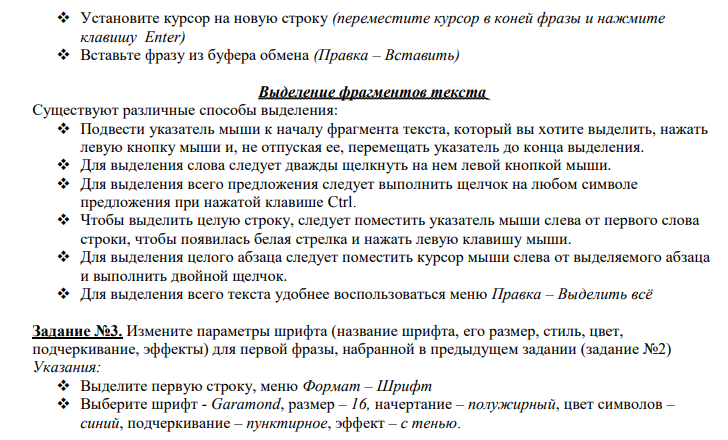 ❖ Установите курсор на новую строку (переместите курсор в коней фразы и нажмите
клавишу Enter)
❖ Вставьте фразу из буфера обмена (Правка – Вставить)
Выделение фрагментов текста
Существуют различные способы выделения:
❖ Подвести указатель мыши к началу фрагмента текста, который вы хотите выделить, нажать
левую кнопку мыши и, не отпуская ее, перемещать указатель до конца выделения.
❖ Для выделения слова следует дважды щелкнуть на нем левой кнопкой мыши.
❖ Для выделения всего предложения следует выполнить щелчок на любом символе
предложения при нажатой клавише Ctrl.
❖ Чтобы выделить целую строку, следует поместить указатель мыши слева от первого слова
строки, чтобы появилась белая стрелка и нажать левую клавишу мыши.
❖ Для выделения целого абзаца следует поместить курсор мыши слева от выделяемого абзаца
и выполнить двойной щелчок.
❖ Для выделения всего текста удобнее воспользоваться меню Правка – Выделить всё
Задание №3. Измените параметры шрифта (название шрифта, его размер, стиль, цвет,
подчеркивание, эффекты) для первой фразы, набранной в предыдущем задании (задание №2)
Указания:
❖ Выделите первую строку, меню Формат – Шрифт
❖ Выберите шрифт - Garamond, размер – 16, начертание – полужирный, цвет символов –
синий, подчеркивание – пунктирное, эффект – с тенью.